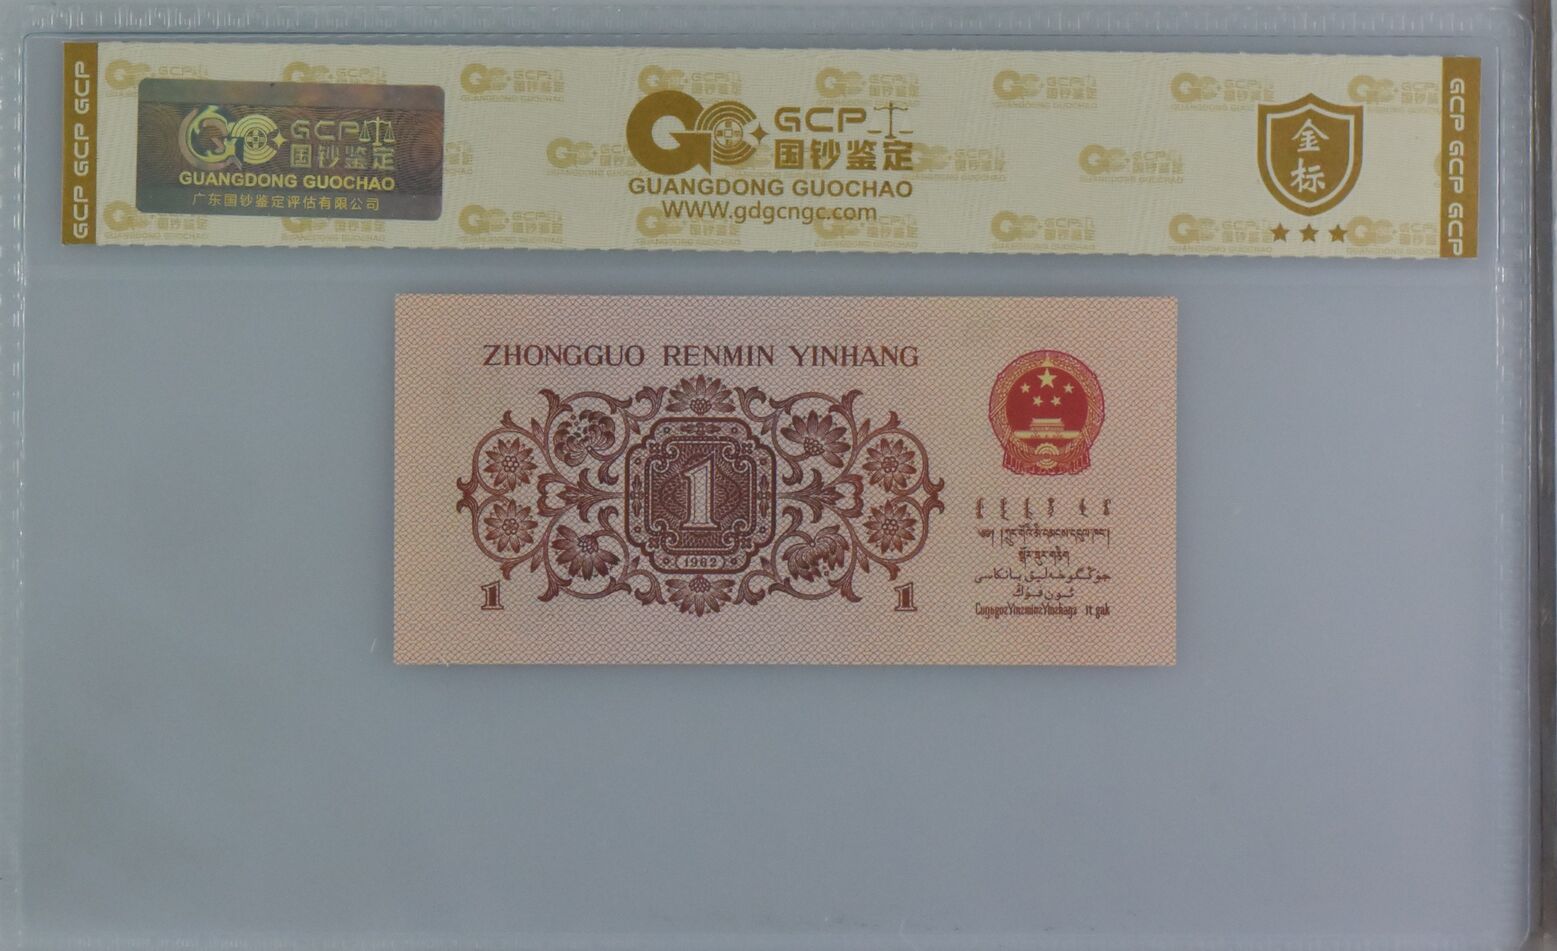 GCP GCP GCP
GCP
国钞鉴定
GUANGDONG GUOCHAO
广东国钞鉴定评估有限公司
GCP
国钞鉴定
GUANGDONG GUOCHAO
WWW.gdgcngc.com
金
标
GCP GCP GCP
ZHONGGUO RENMIN YINHANG
1
1962
1
1
جۇڭگوخەلىق بانكاسى